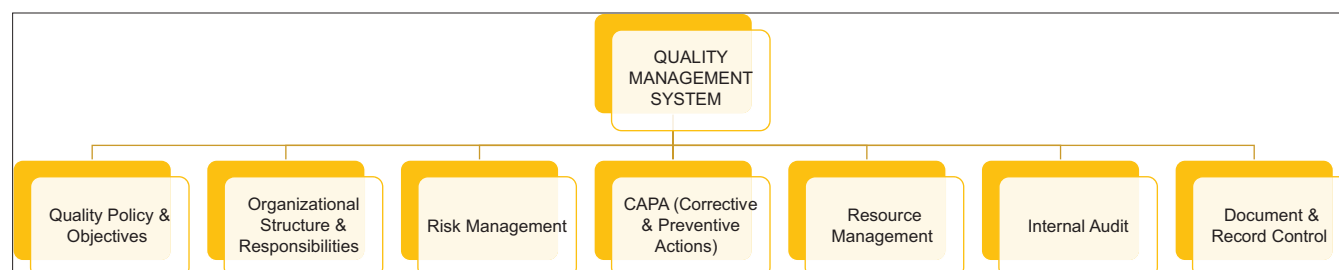 QUALITY
MANAGEMENT
SYSTEM
Quality Policy &
Objectives
Organizational
Structure &
Responsibilities
Risk Management
CAPA (Corrective
& Preventive
Actions)
Resource
Management
Internal Audit
Document &
Record Control